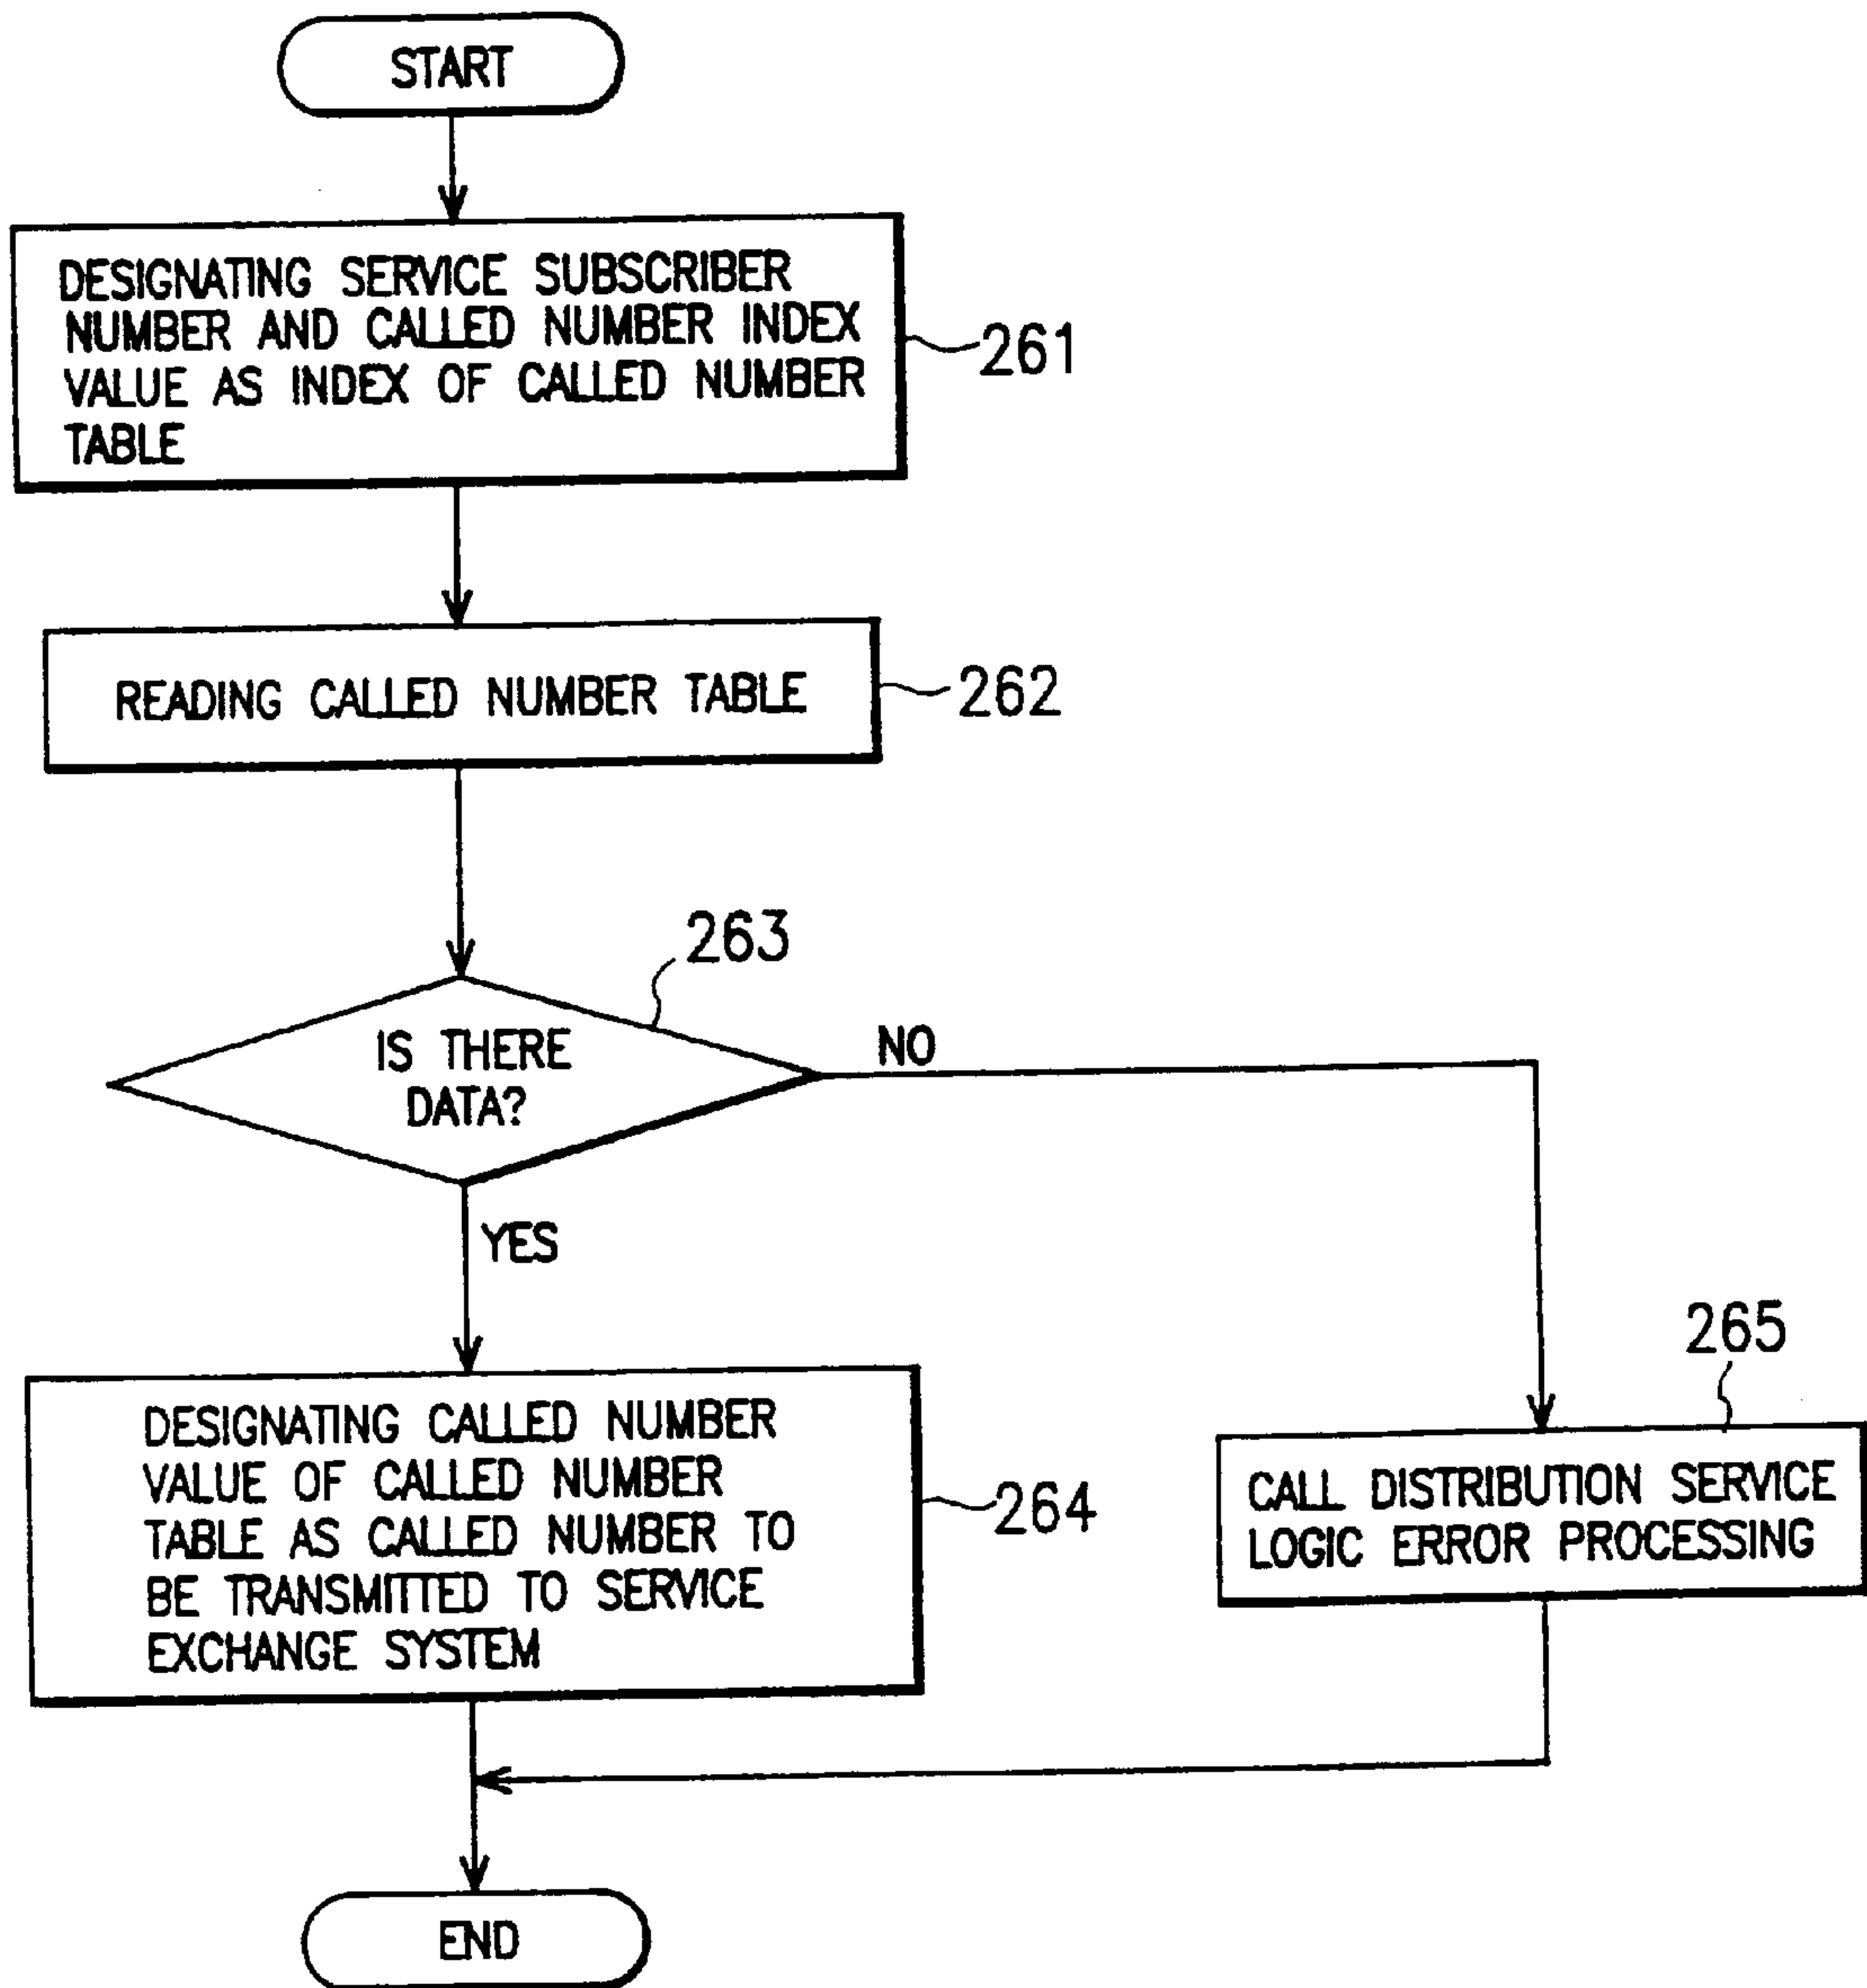 START
DESIGNATING SERVICE SUBSCRIBER
NUMBER AND CALLED NUMBER INDEX
VALUE AS INDEX OF CALLED NUMBER
TABLE
261
READING CALLED NUMBER TABLE
262
263
IS THERE
DATA?
NO
YES
DESIGNATING CALLED NUMBER
VALUE OF CALLED NUMBER
TABLE AS CALLED NUMBER TO
BE TRANSMITTED TO SERVICE
EXCHANGE SYSTEM
264
265
CALL DISTRIBUTION SERVICE
LOGIC ERROR PROCESSING
END